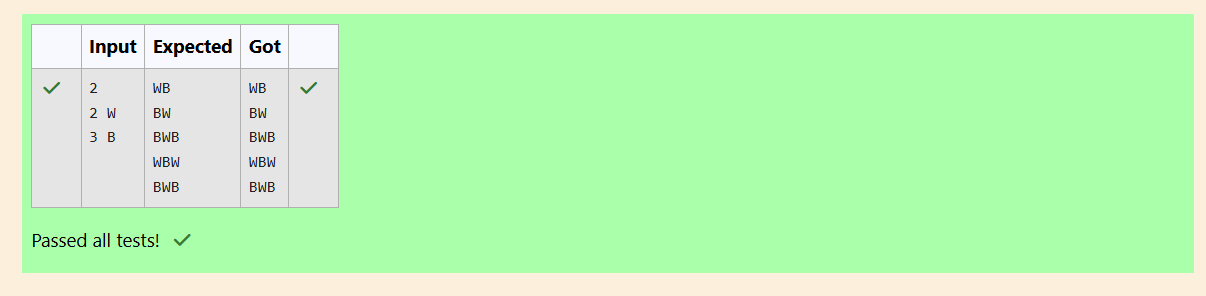 Input Expected Got
2 WB WB
2 W BW BW
3 B BWB BWB
WBW WBW
BWB BWB
Passed all tests!